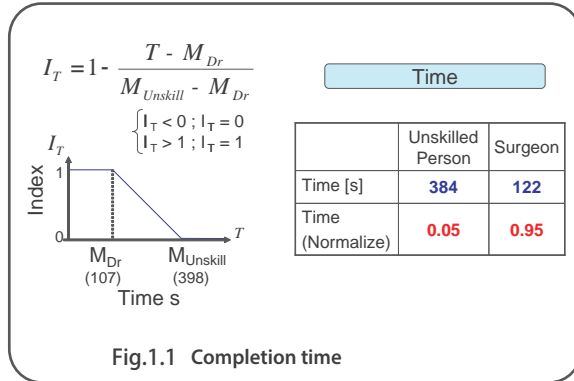 I_T = 1 - (T - M_Dr) / (M_Unskill - M_Dr)
I_T < 0 ; I_T = 0
I_T > 1 ; I_T = 1
I_T
1
Index
0
T
M_Dr
(107)
M_Unskill
(398)
Time s
Time
Unskilled Person
Surgeon
Time [s]
384
122
Time (Normalize)
0.05
0.95
Fig.1.1 Completion time